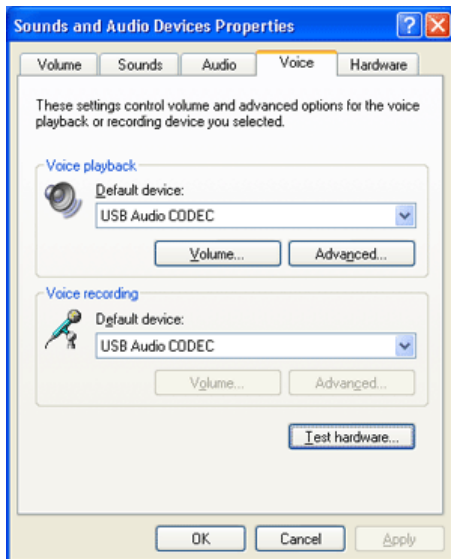 Sounds and Audio Devices Properties
Volume Sounds Audio Voice Hardware
These settings control volume and advanced options for the voice
playback or recording device you selected.
Voice playback
Default device:
USB Audio CODEC
Volume... Advanced...
Voice recording
Default device:
USB Audio CODEC
Volume... Advanced...
Test hardware...
OK Cancel Apply